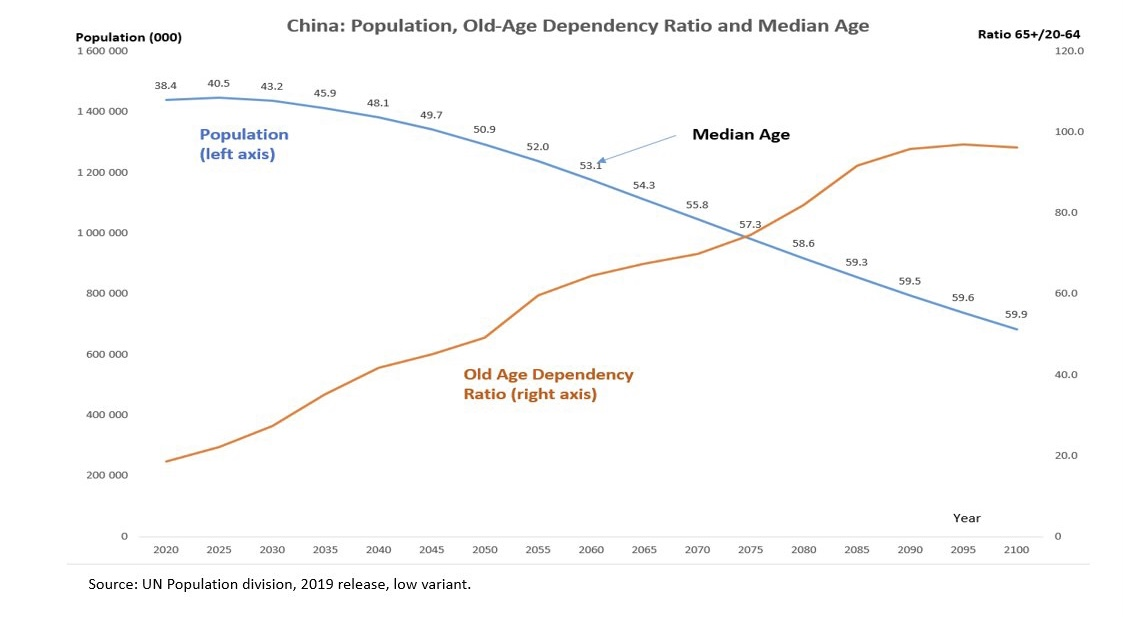 China: Population, Old-Age Dependency Ratio and Median Age
Population (000)
Ratio 65+/20-64
1 600 000
1 400 000
1 200 000
1 000 000
800 000
600 000
400 000
200 000
0
120.0
100.0
80.0
60.0
40.0
20.0
0
38.4
40.5
43.2
45.9
48.1
49.7
50.9
52.0
53.1
54.3
55.8
57.3
58.6
59.3
59.5
59.6
59.9
Population
(left axis)
Median Age
Old Age Dependency
Ratio (right axis)
Year
2020 2025 2030 2035 2040 2045 2050 2055 2060 2065 2070 2075 2080 2085 2090 2095 2100
Source: UN Population division, 2019 release, low variant.